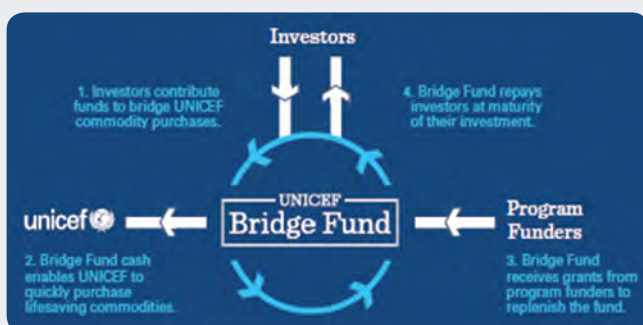 Investors
1. Investors contribute
funds to bridge UNICEF
commodity purchases.
4. Bridge Fund repays
investors at maturity
of their investment.
UNICEF
Bridge Fund
unicef
Program
Funders
2. Bridge Fund cash
enables UNICEF to
quickly purchase
lifesaving commodities.
3. Bridge Fund
receives grants from
program funders to
replenish the fund.